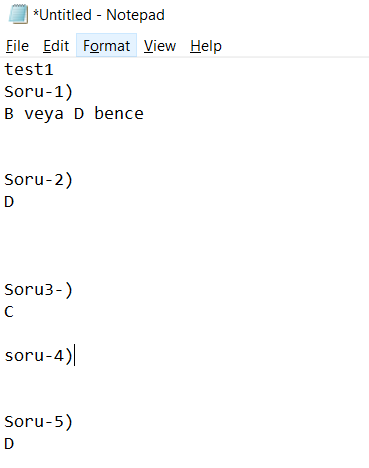 *Untitled - Notepad
File Edit Format View Help
test1
Soru-1)
B veya D bence
Soru-2)
D
Soru3-)
C
soru-4)
Soru-5)
D